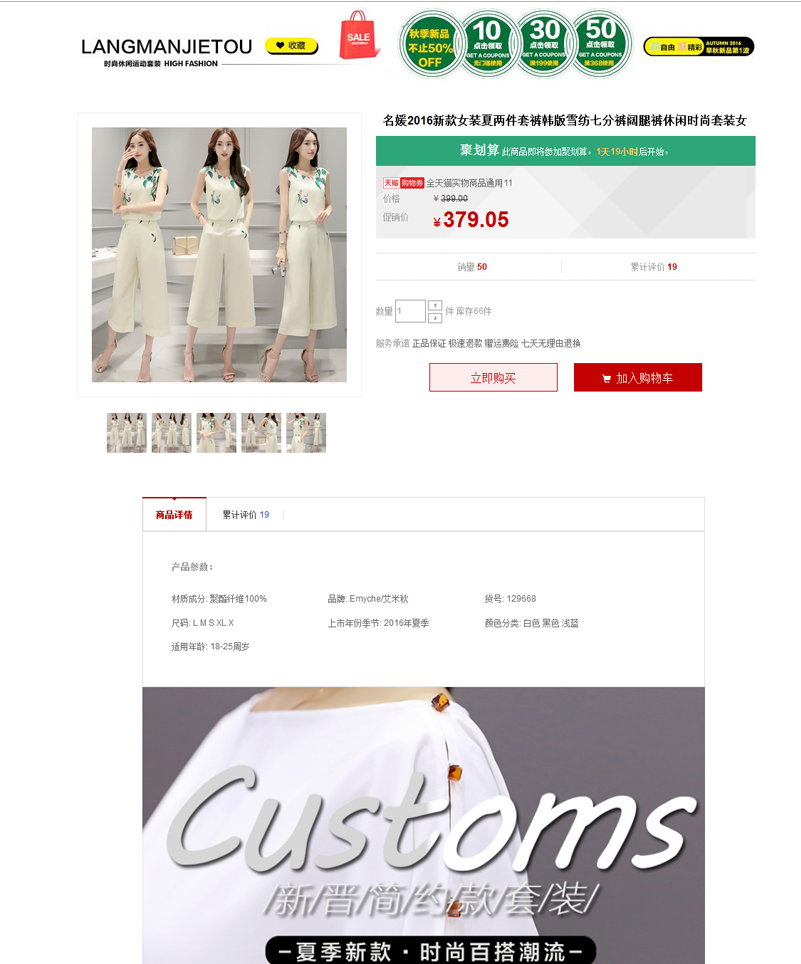 LANGMANJIETOU
收藏
时尚休闲运动套装 HIGH FASHION
SALE
秋季新品
不止50%
OFF
10
点击领取
GET A COUPONS
无门槛使用
30
点击领取
GET A COUPONS
满199使用
50
点击领取
GET A COUPONS
满368使用
自由 精彩
AUTUMN 2016
早秋新品第1波
名媛2016新款女装夏两件套裤韩版雪纺七分裤阔腿裤休闲时尚套装女
聚划算 此商品即将参加聚划算，1天19小时后开始，
天猫 购物券 全天猫实物商品通用11
价格 ¥ 399.00
促销价 ¥379.05
销量 50
累计评价 19
数量 1 件 库存66件
服务承诺 正品保证 极速退款 赠运费险 七天无理由退换
立即购买
加入购物车
商品详情
累计评价 19
产品参数：
材质成分: 聚酯纤维100% 品牌: Emyche/艾米秋 货号: 129668
尺码: L M S XL X 上市年份季节: 2016年夏季 颜色分类: 白色 黑色 浅蓝
适用年龄: 18-25周岁
Customs
/新/晋/简/约/款/套/装/
–夏季新款·时尚百搭潮流–